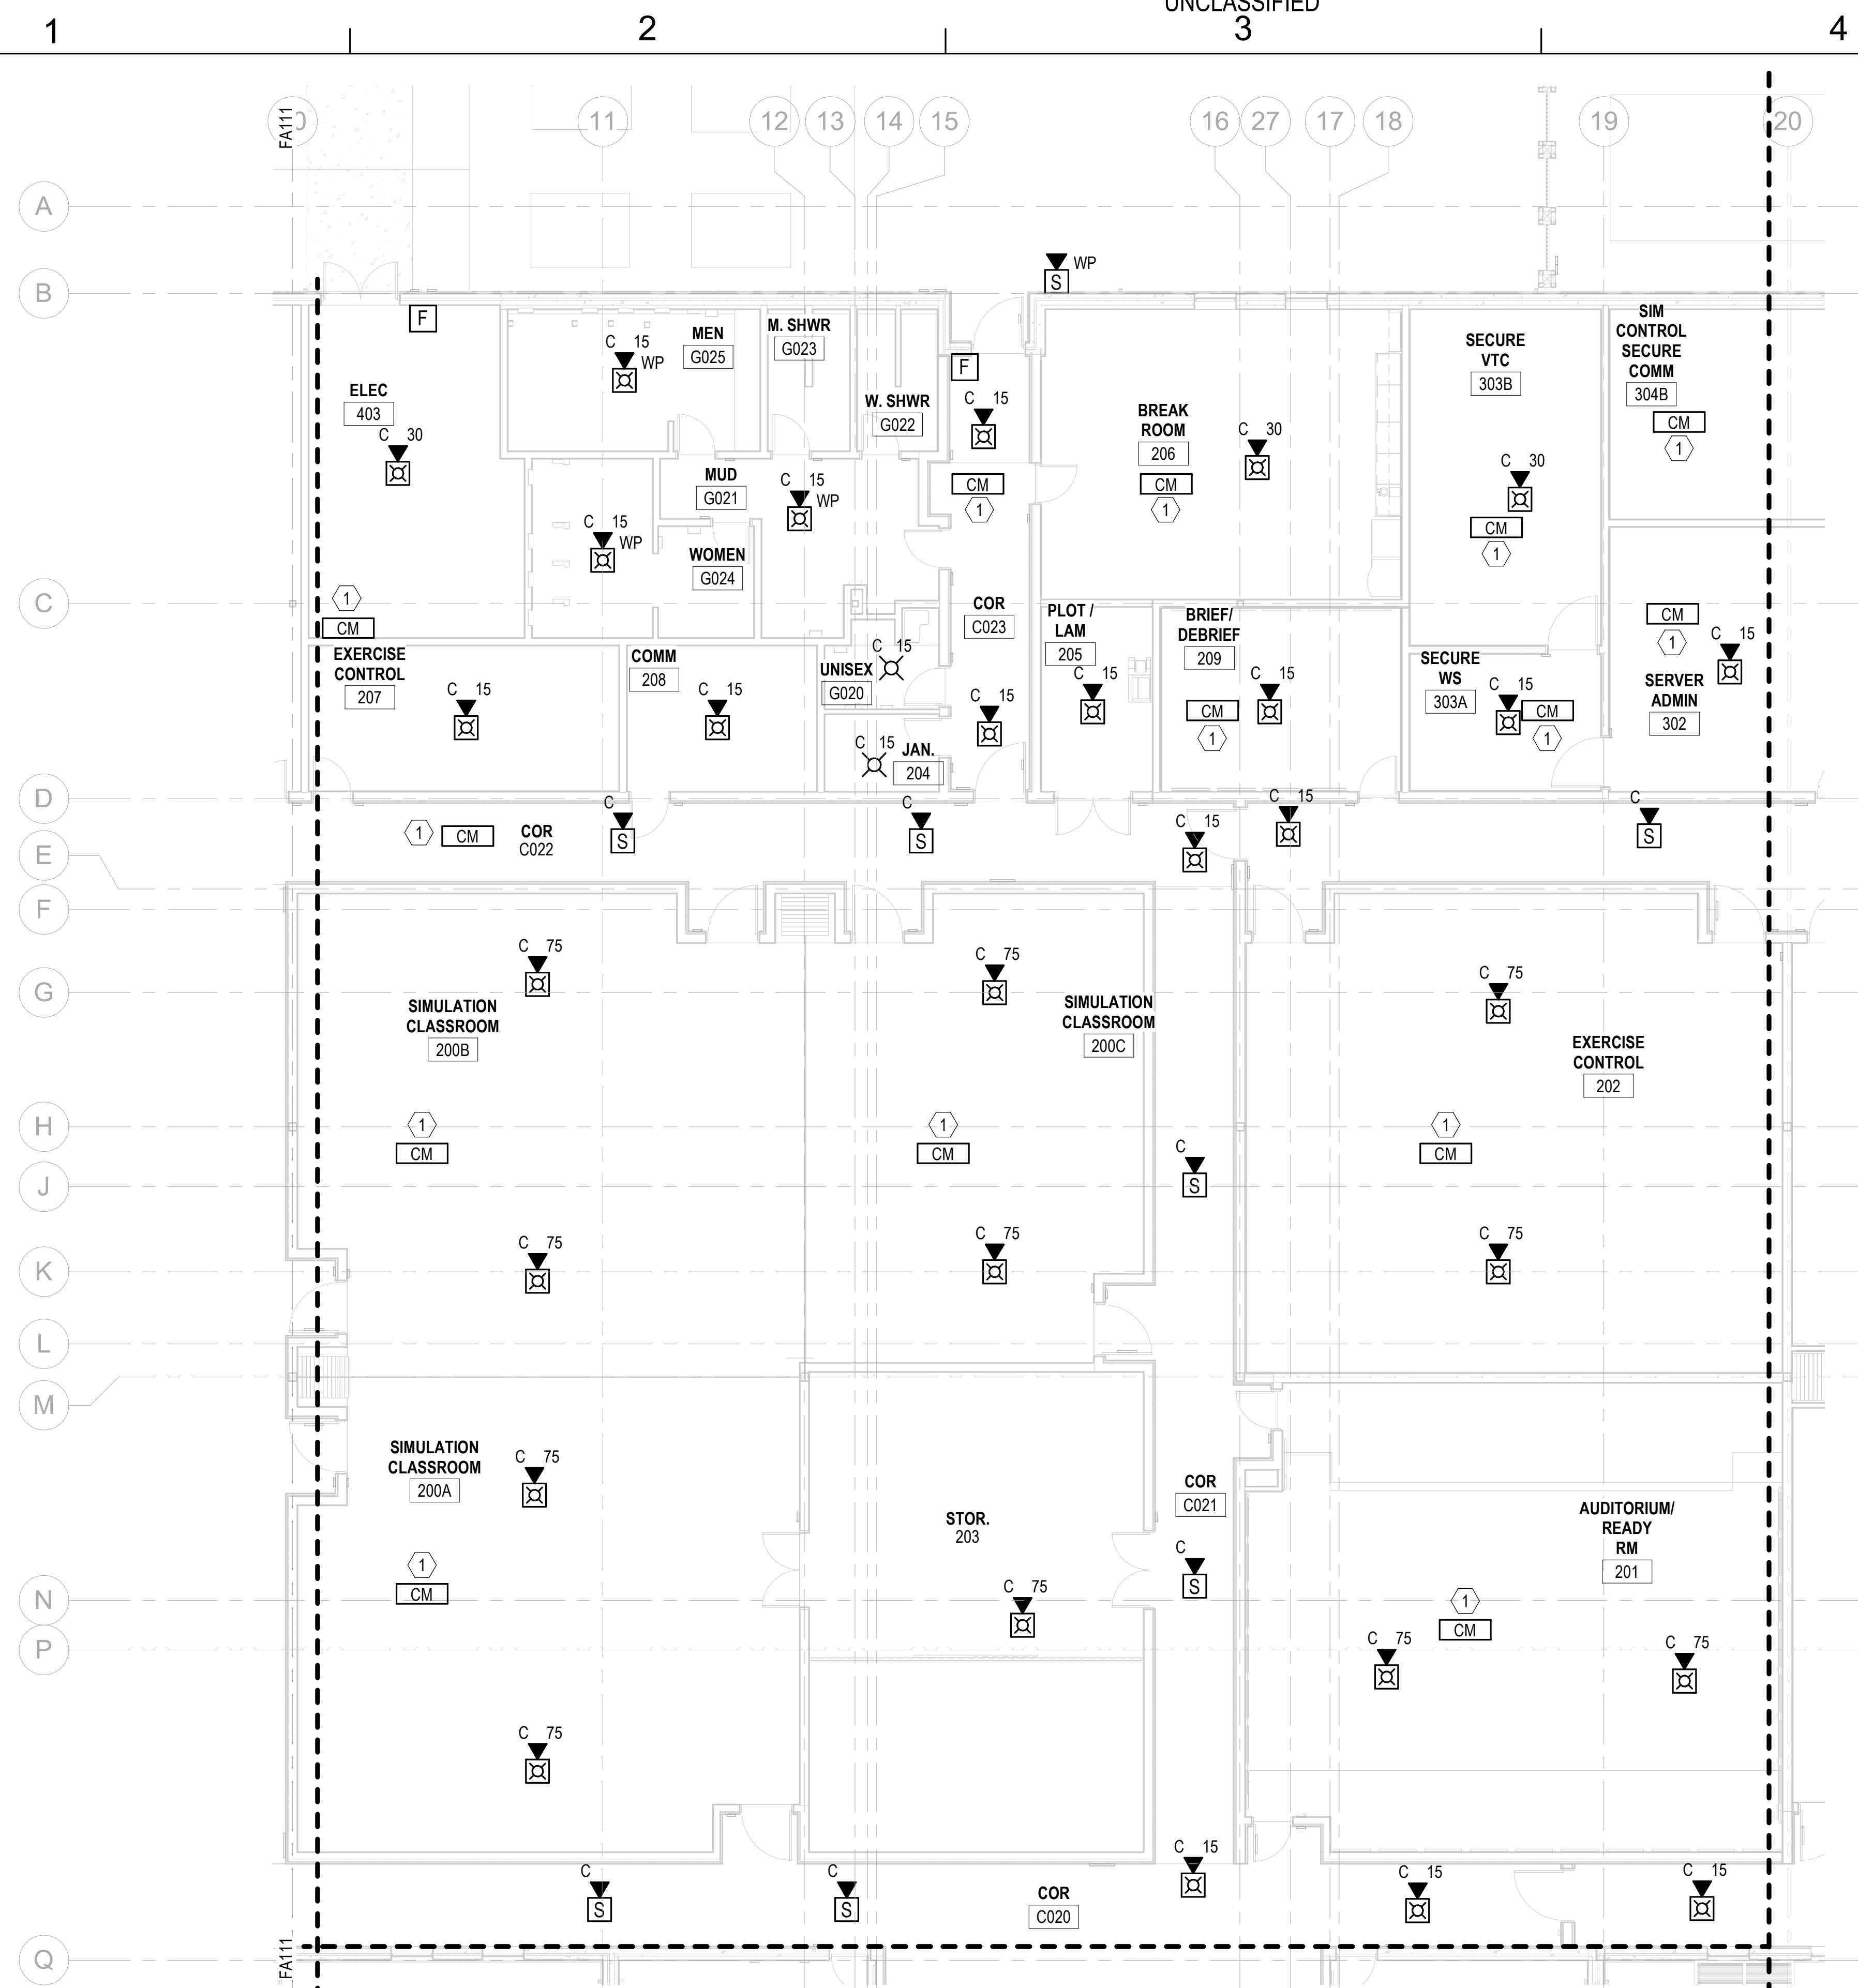 UNCLASSIFIED
1 2 3 4
FA111
0 11 12 13 14 15 16 27 17 18 19 20
A
WP
S
B
F
MEN
G025
C 15
WP
M. SHWR
G023
W. SHWR
G022
F
C 15
CM
1
ELEC
403
C 30
BREAK
ROOM
206
CM
1
C 30
SECURE
VTC
303B
C 30
CM
1
SIM
CONTROL
SECURE
COMM
304B
CM
1
MUD
G021
C 15
WP
C 15
WP
WOMEN
G024
C
1
CM
COR
C023
C 15
PLOT /
LAM
205
C 15
BRIEF/
DEBRIEF
209
C 15
CM
1
CM
1
C 15
SERVER
ADMIN
302
EXERCISE
CONTROL
207
C 15
COMM
208
C 15
UNISEX
G020
C 15
SECURE
WS
303A
C 15
CM
1
C 15
JAN.
204
D
1
CM
COR
C022
C
S
C
S
C 15
C 15
C
S
E
F
C 75
C 75
C 75
G
SIMULATION
CLASSROOM
200B
SIMULATION
CLASSROOM
200C
EXERCISE
CONTROL
202
H
1
CM
1
CM
1
CM
C
S
J
C 75
C 75
C 75
K
L
M
SIMULATION
CLASSROOM
200A
C 75
COR
C021
STOR.
203
AUDITORIUM/
READY
RM
201
1
CM
C
S
N
C 75
1
CM
P
C 75
C 75
C 75
C 15
C
S
C
S
COR
C020
C 15
C 15
FA111
Q